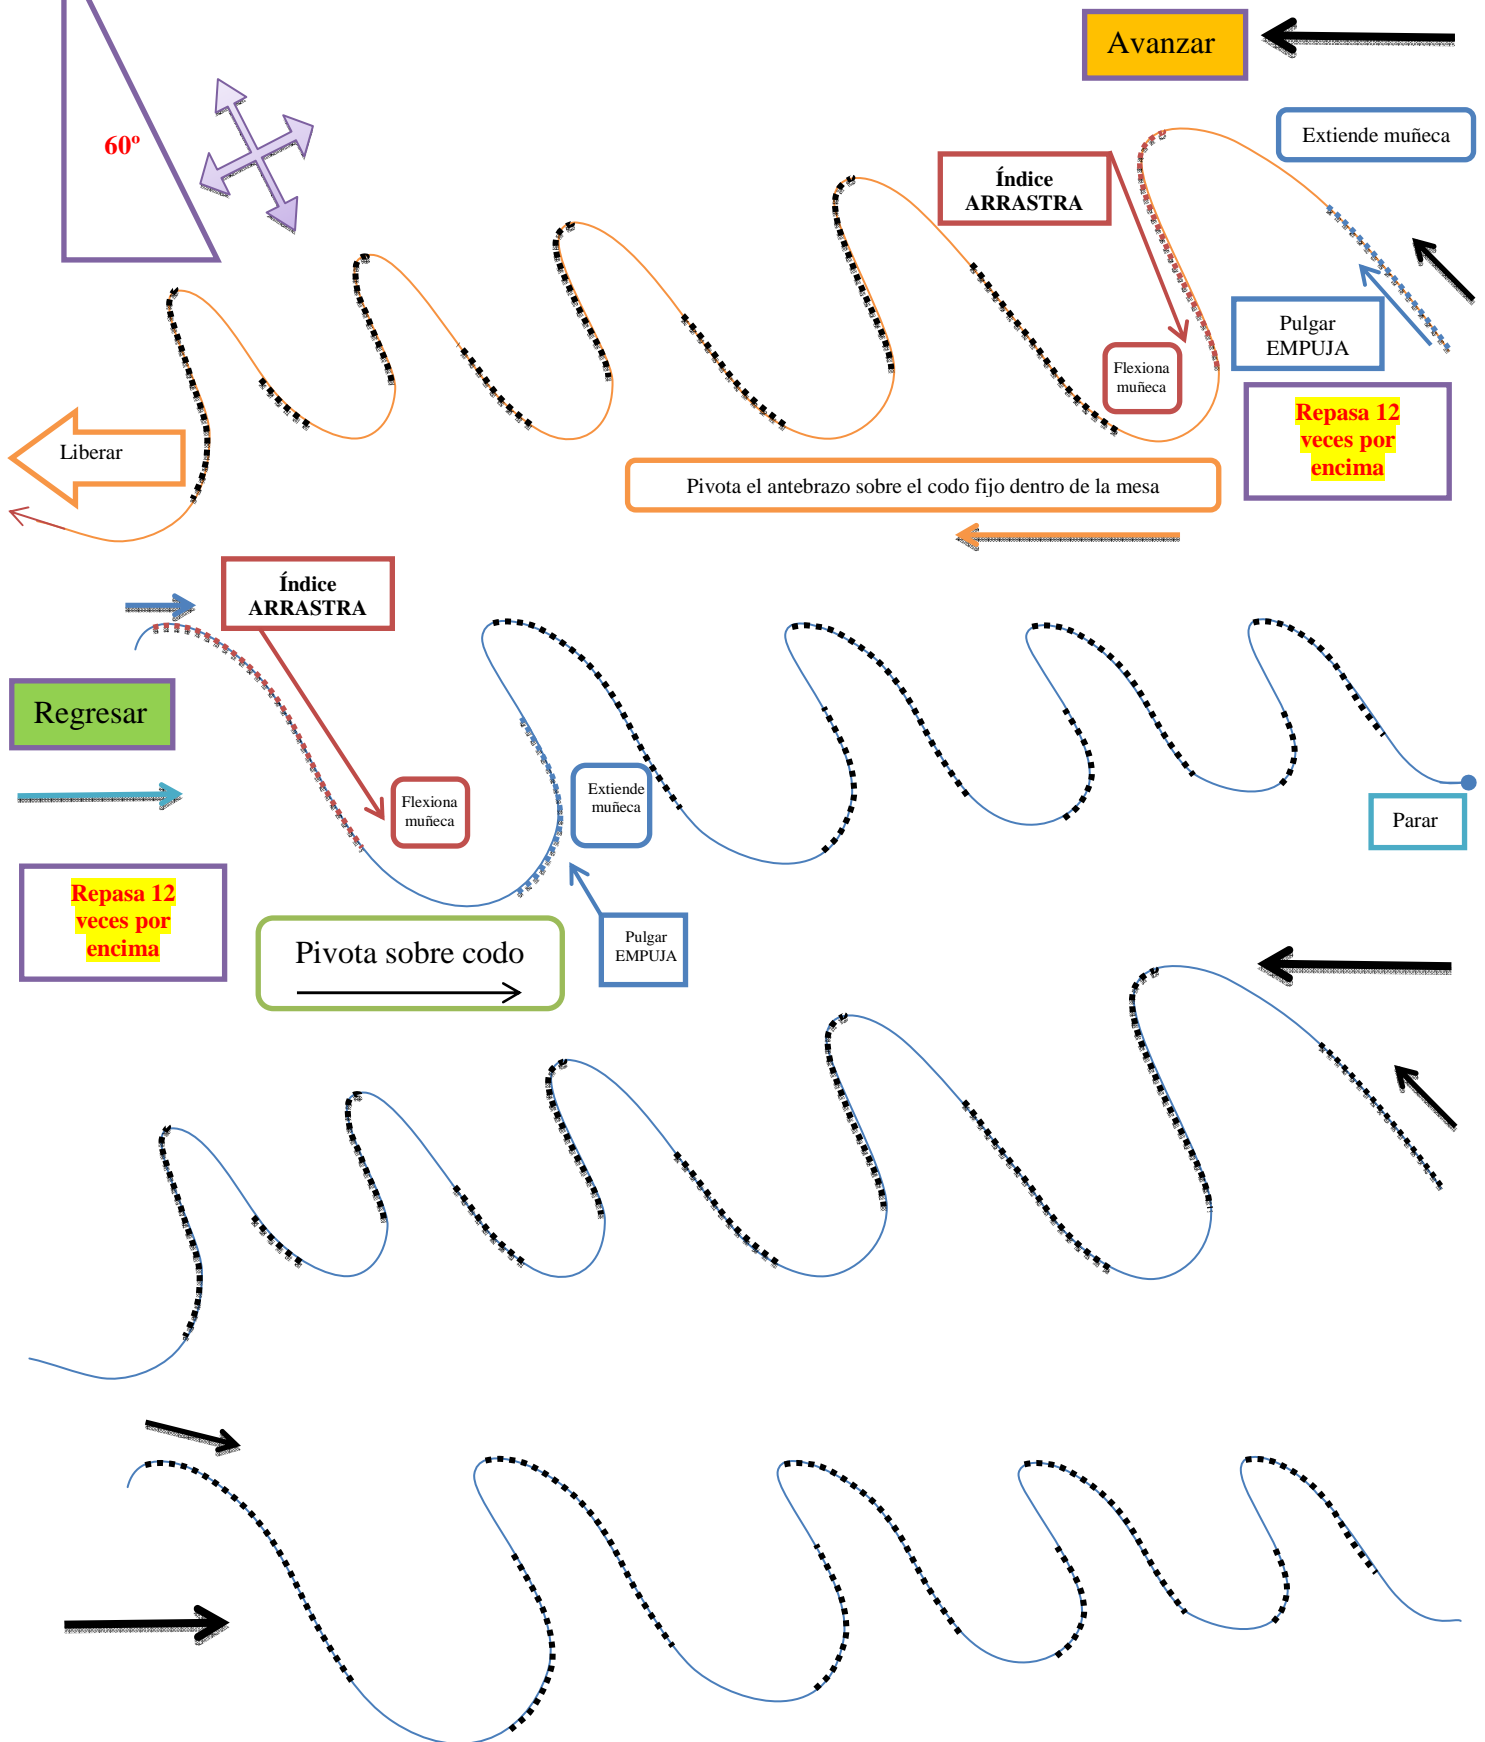 Avanzar
60º
Extiende muñeca
Índice
ARRASTRA
Pulgar
EMPUJA
Flexiona
muñeca
Repasa 12
veces por
encima
Liberar
Pivota el antebrazo sobre el codo fijo dentro de la mesa
Índice
ARRASTRA
Regresar
Flexiona
muñeca
Extiende
muñeca
Parar
Repasa 12
veces por
encima
Pivota sobre codo
Pulgar
EMPUJA